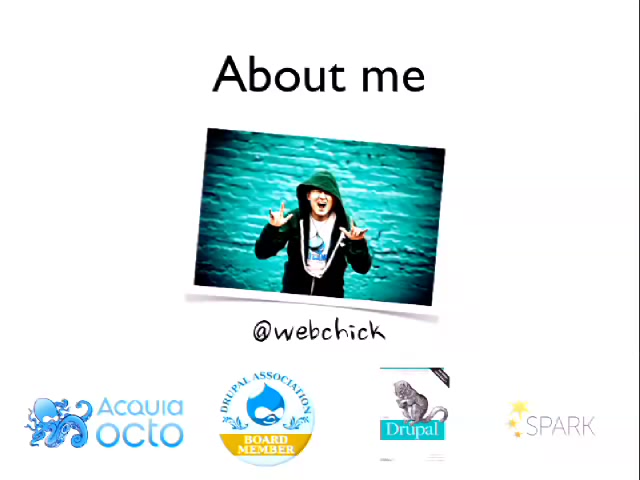 About me
@webchick
Acquia
octo
DRUPAL ASSOCIATION
BOARD
MEMBER
Drupal
SPARK